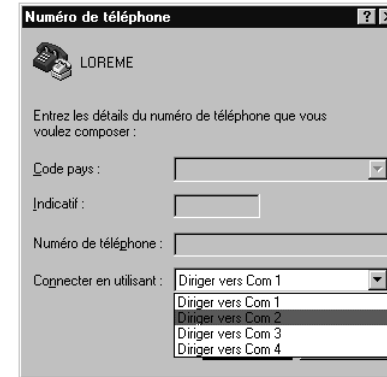 Numéro de téléphone
LOREME
Entrez les détails du numéro de téléphone que vous
voulez composer :
Code pays :
Indicatif :
Numéro de téléphone :
Connecter en utilisant : Diriger vers Com 1
Diriger vers Com 1
Diriger vers Com 2
Diriger vers Com 3
Diriger vers Com 4